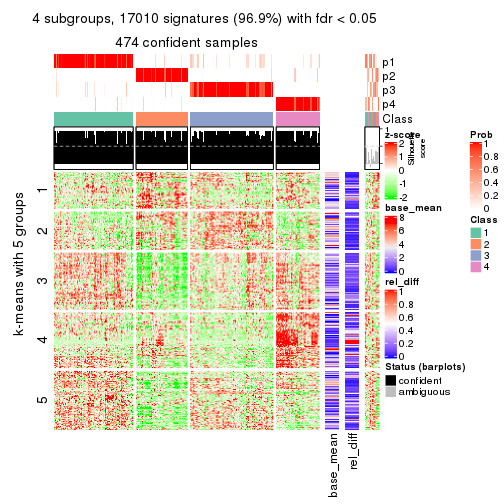 4 subgroups, 17010 signatures (96.9%) with fdr < 0.05
474 confident samples
p1
p2
p3
p4
Class
1
Silhouette
score
z-score
2
1
0
-1
-2
base_mean
8
6
4
2
0
rel_diff
1
0.8
0.6
0.4
0.2
0
Status (barplots)
confident
ambiguous
Prob
1
0.8
0.6
0.4
0.2
0
Class
1
2
3
4
k-means with 5 groups
1
2
3
4
5
base_mean
rel_diff